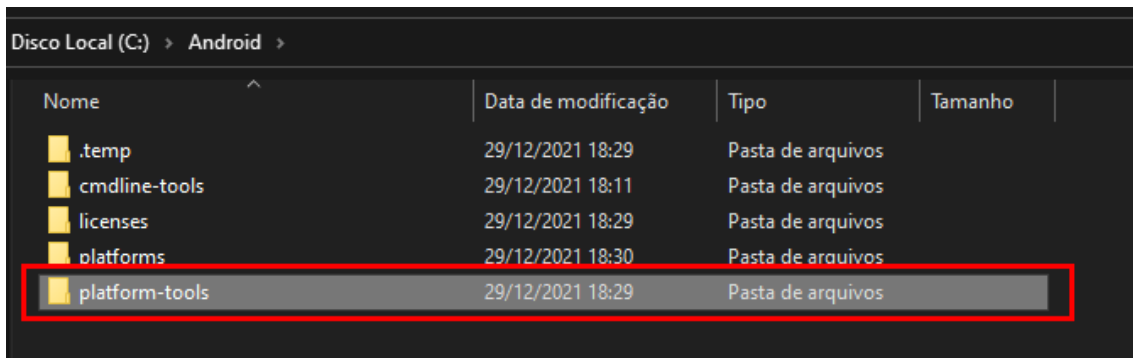 Disco Local (C:) > Android >
Nome Data de modificação Tipo Tamanho
.temp 29/12/2021 18:29 Pasta de arquivos
cmdline-tools 29/12/2021 18:11 Pasta de arquivos
licenses 29/12/2021 18:29 Pasta de arquivos
platforms 29/12/2021 18:30 Pasta de arquivos
platform-tools 29/12/2021 18:29 Pasta de arquivos